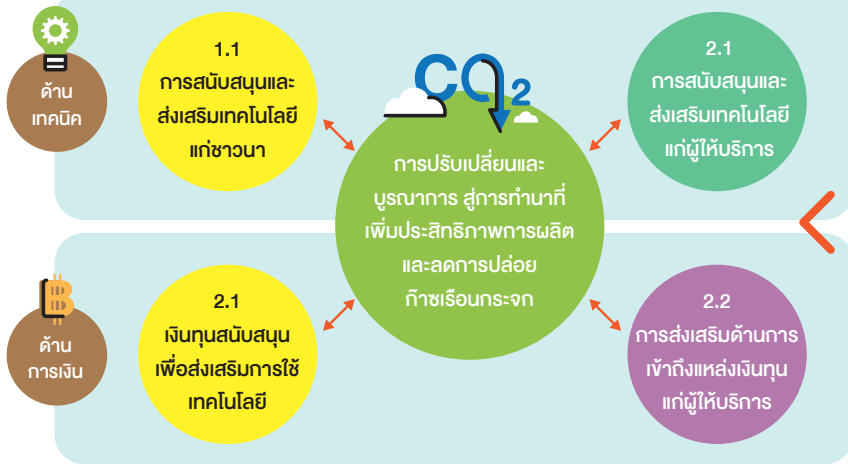 ด้าน
เทคนิค
1.1
การสนับสนุนและ
ส่งเสริมเทคโนโลยี
แก่ชาวนา
CO2
การปรับเปลี่ยนและ
บูรณาการ สู่การทำนาที่
เพิ่มประสิทธิภาพการผลิต
และลดการปล่อย
ก๊าซเรือนกระจก
2.1
การสนับสนุนและ
ส่งเสริมเทคโนโลยี
แก่ผู้ให้บริการ
ด้าน
การเงิน
2.1
เงินทุนสนับสนุน
เพื่อส่งเสริมการใช้
เทคโนโลยี
2.2
การส่งเสริมด้านการ
เข้าถึงแหล่งเงินทุน
แก่ผู้ให้บริการ